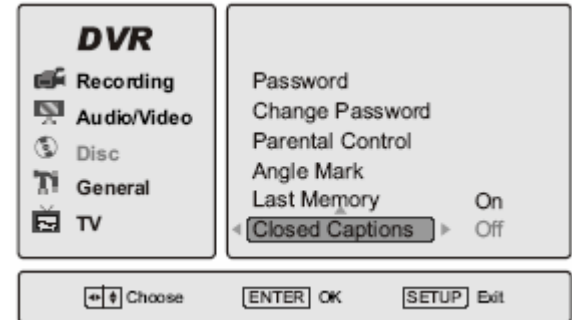 DVR
Recording
Audio/Video
Disc
General
TV
Password
Change Password
Parental Control
Angle Mark
Last Memory On
Closed Captions Off
Choose ENTER OK SETUP Exit